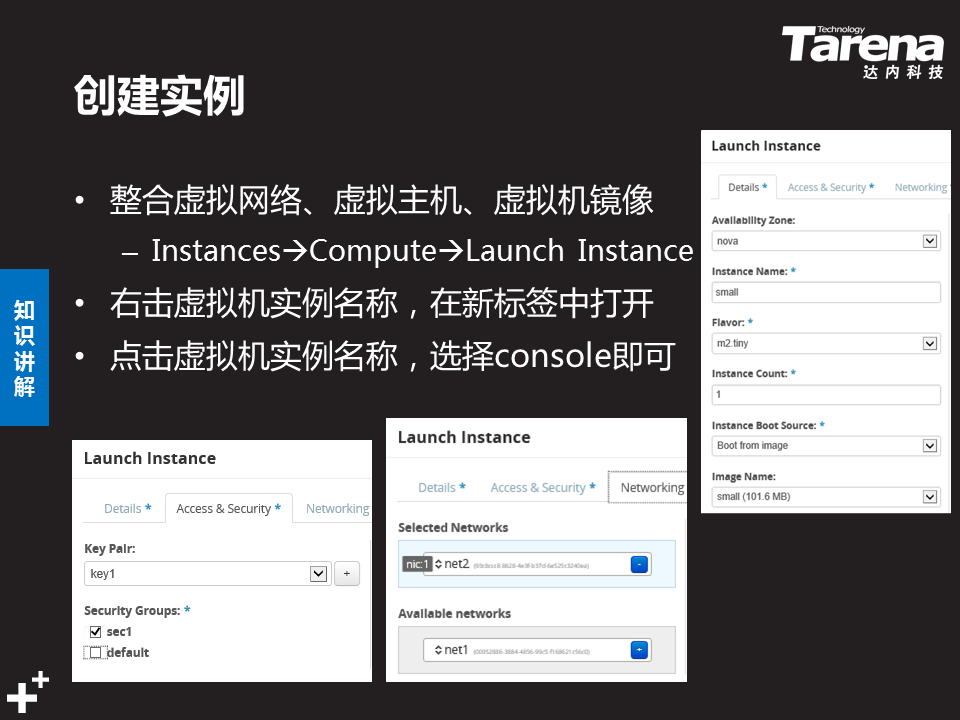 Technology
Tarena
达内科技
创建实例
• 整合虚拟网络、虚拟主机、虚拟机镜像
– Instances→Compute→Launch Instance
• 右击虚拟机实例名称，在新标签中打开
• 点击虚拟机实例名称，选择console即可
知识讲解
Launch Instance
Details * Access & Security * Networking
Availability Zone:
nova
Instance Name: *
small
Flavor: *
m2.tiny
Instance Count: *
1
Instance Boot Source: *
Boot from image
Image Name:
small (101.6 MB)
Launch Instance
Details * Access & Security * Networking
Key Pair:
key1
+
Security Groups: *
sec1
default
Launch Instance
Details * Access & Security * Networking
Selected Networks
nic:1 net2
-
Available networks
net1
+